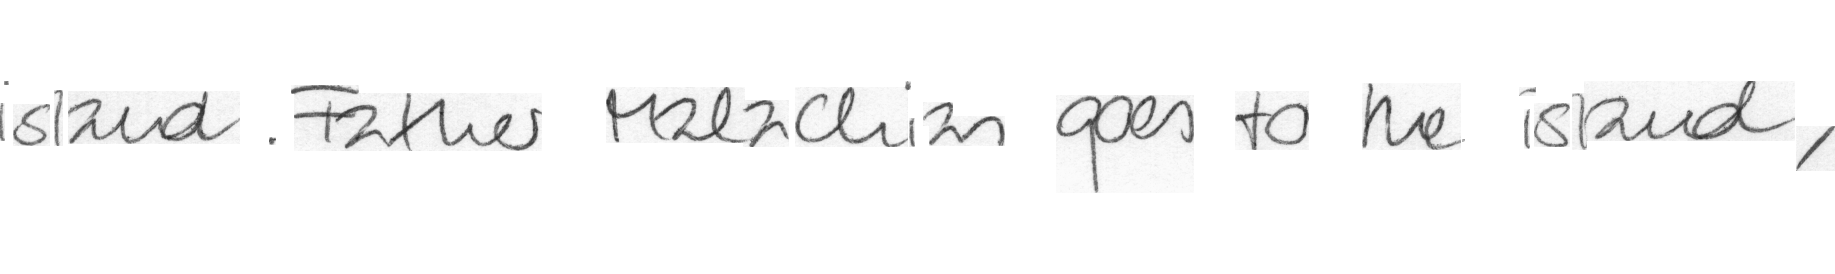 island. Father Malachias goes to the island,